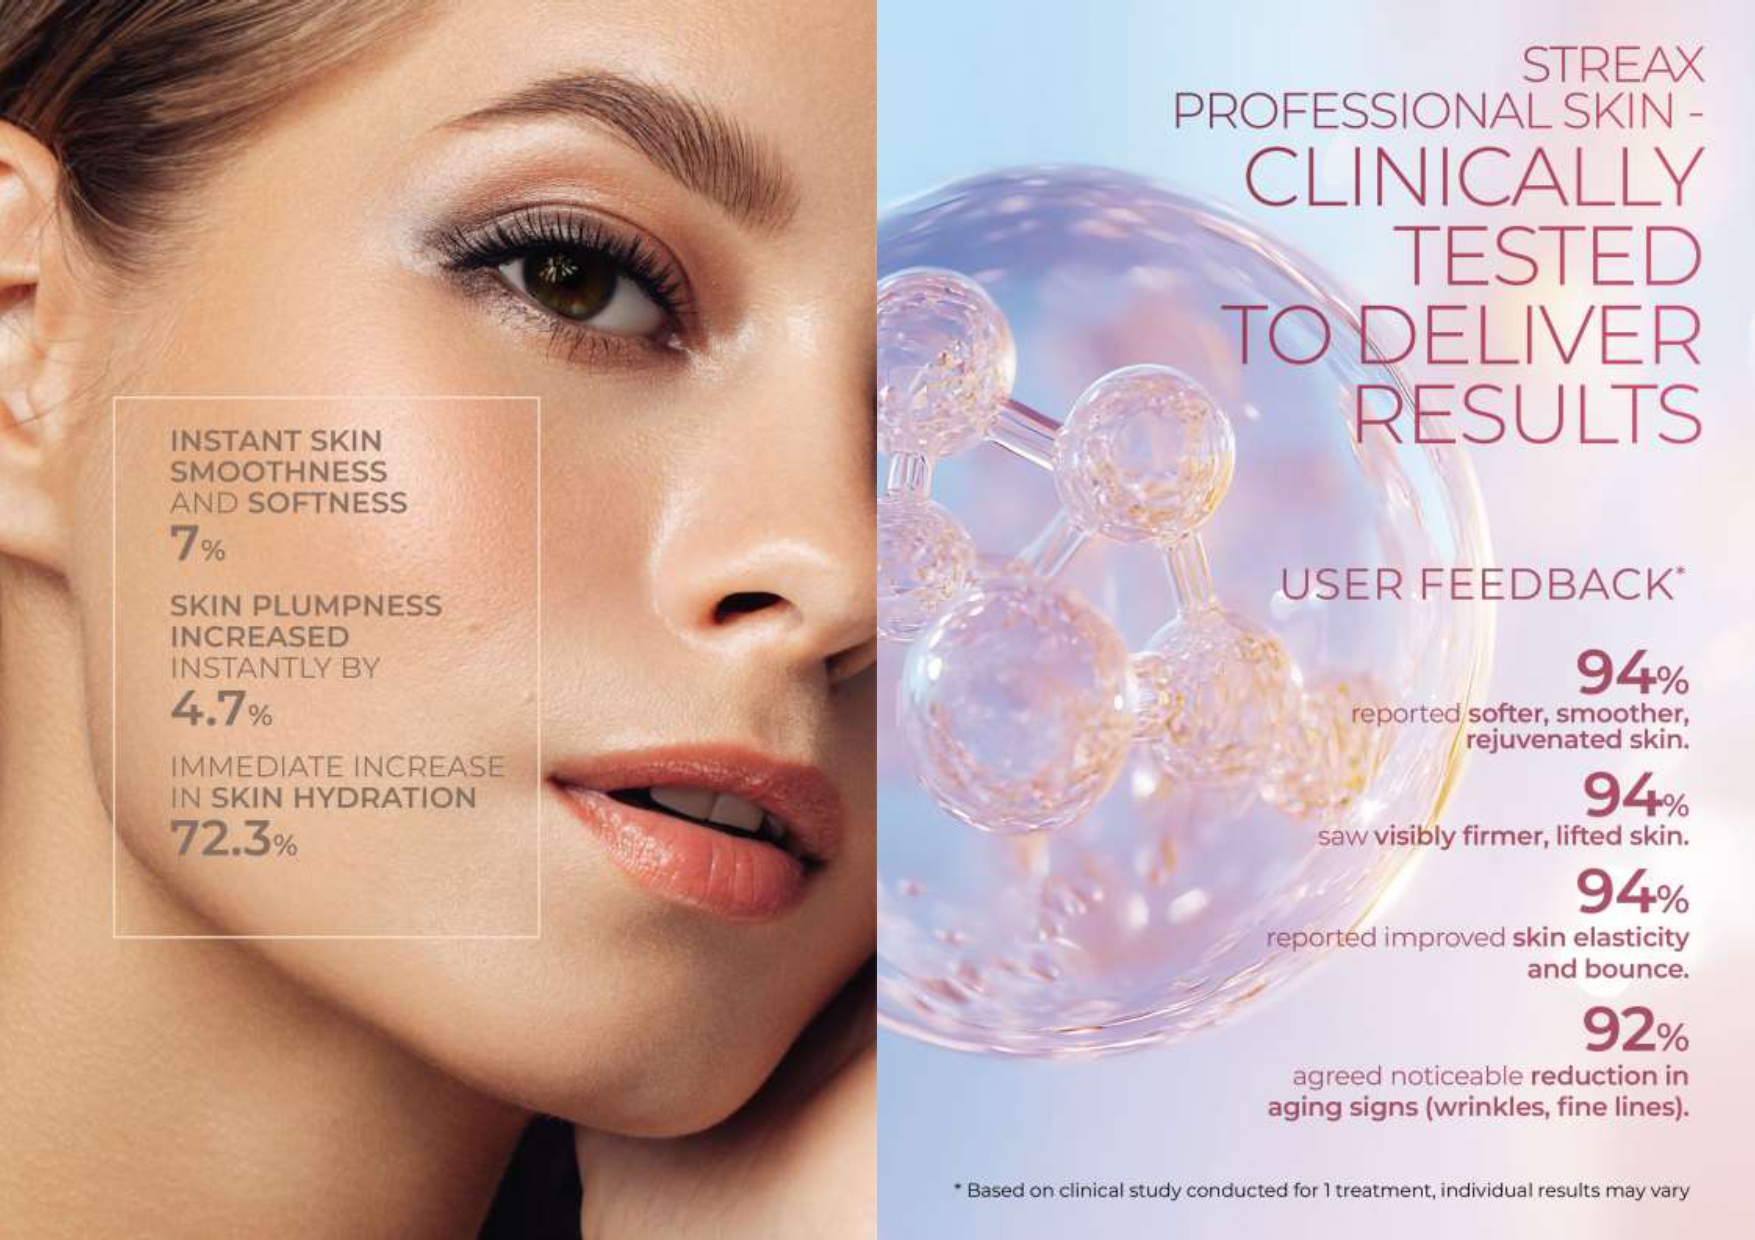 INSTANT SKIN
SMOOTHNESS
AND SOFTNESS
7%
SKIN PLUMPNESS
INCREASED
INSTANTLY BY
4.7%
IMMEDIATE INCREASE
IN SKIN HYDRATION
72.3%
STREAX
PROFESSIONAL SKIN -
CLINICALLY
TESTED
TO DELIVER
RESULTS
USER FEEDBACK*
94%
reported softer, smoother,
rejuvenated skin.
94%
saw visibly firmer, lifted skin.
94%
reported improved skin elasticity
and bounce.
92%
agreed noticeable reduction in
aging signs (wrinkles, fine lines).
* Based on clinical study conducted for 1 treatment, individual results may vary